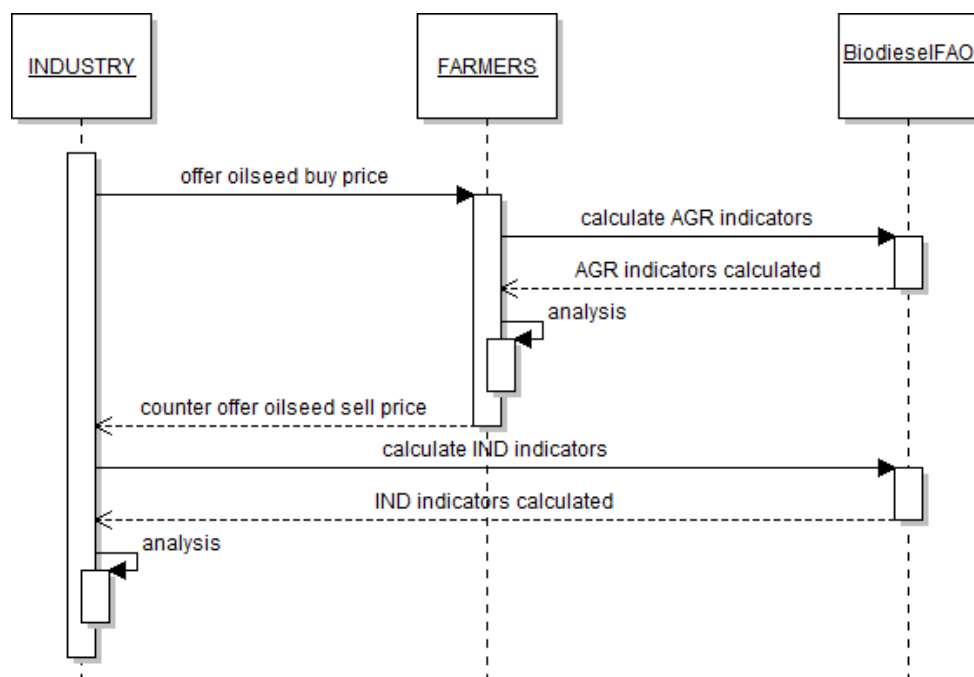 INDUSTRY
FARMERS
BiodieselFAO
offer oilseed buy price
calculate AGR indicators
AGR indicators calculated
analysis
counter offer oilseed sell price
calculate IND indicators
IND indicators calculated
analysis